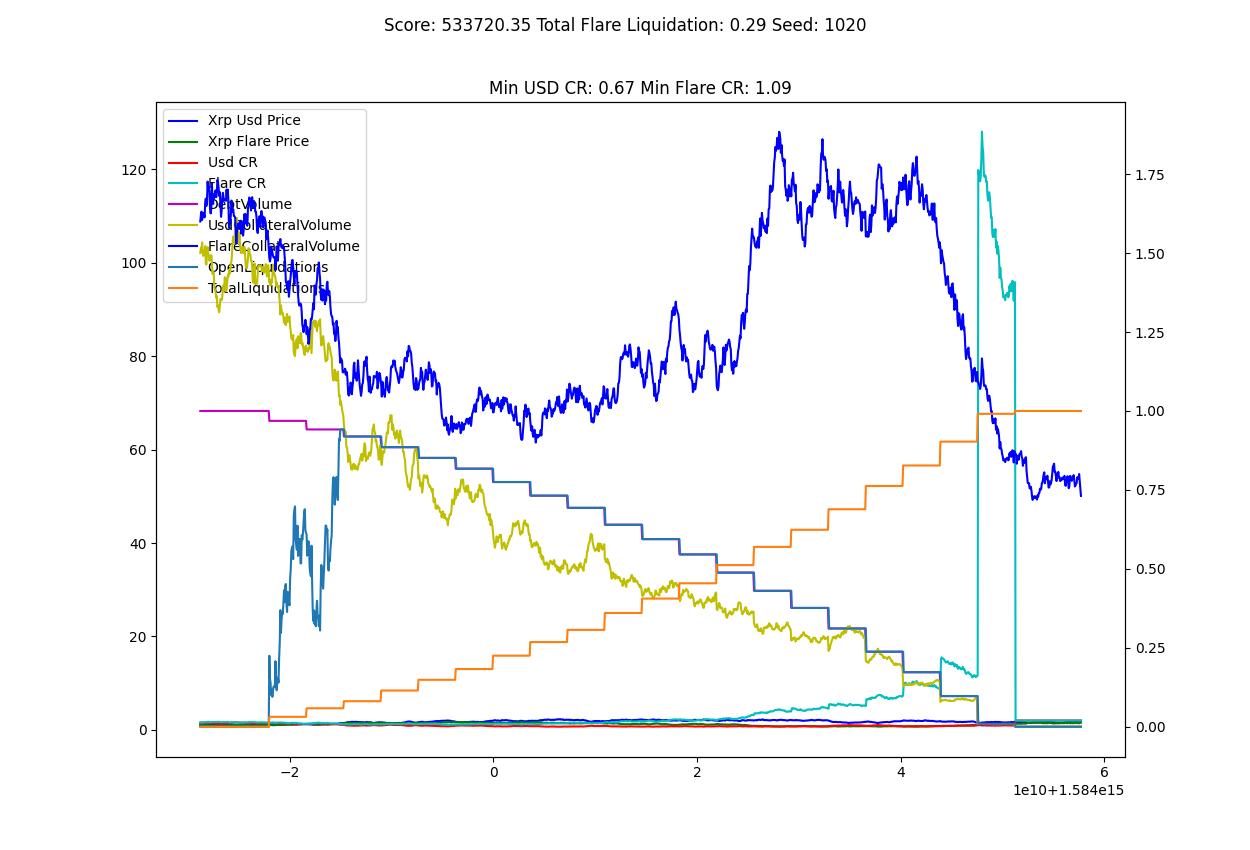 Score: 533720.35 Total Flare Liquidation: 0.29 Seed: 1020
Min USD CR: 0.67 Min Flare CR: 1.09
Xrp Usd Price
Xrp Flare Price
Usd CR
Flare CR
DeptVolume
UsdCollateralVolume
FlareCollateralVolume
OpenLiquidations
TotalLiquidations
120
100
80
60
40
20
0
1.75
1.50
1.25
1.00
0.75
0.50
0.25
0.00
−2
0
2
4
6
1e10+1.584e15